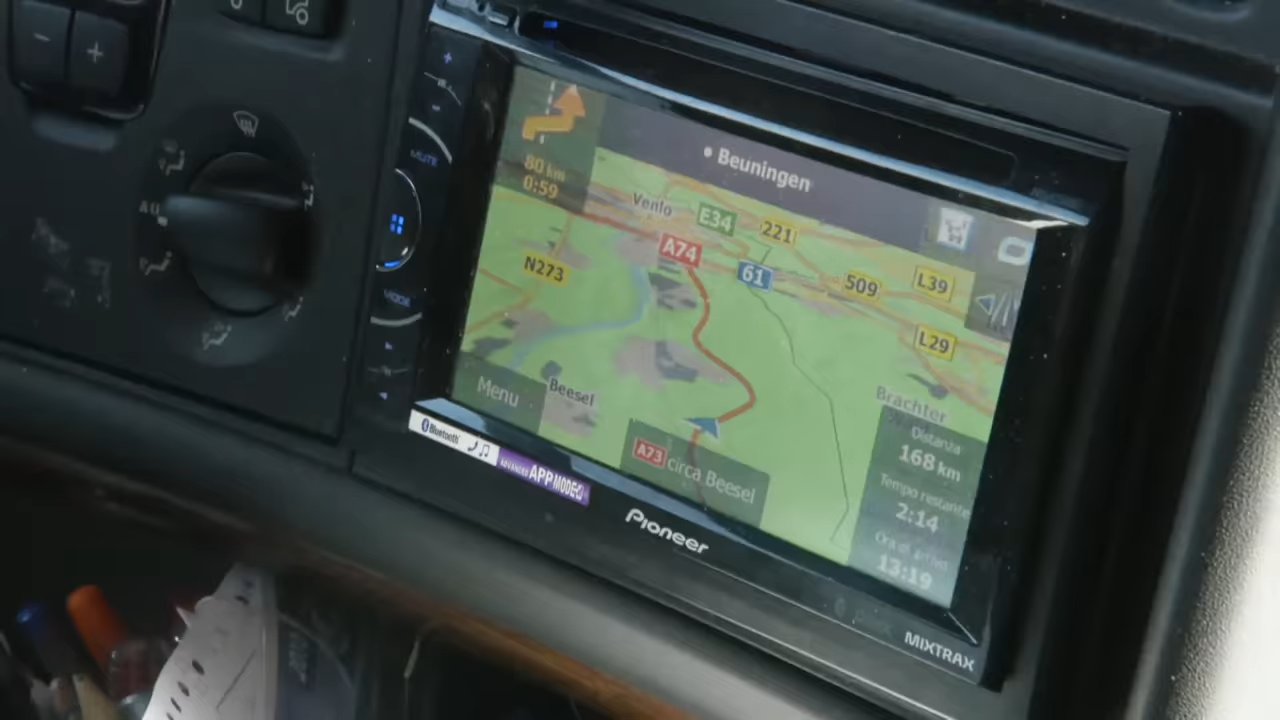 MUTE
MODE
80 km
0:59
Beuningen
Venlo
E34
221
A74
61
509
L39
N273
L29
Menu
Beesel
Brachter
A73 circa Beesel
Distanza
168 km
Tempo restante
2:14
Ora di arrivo
13:19
Bluetooth
ADVANCED APP MODE
Pioneer
MIXTRAX